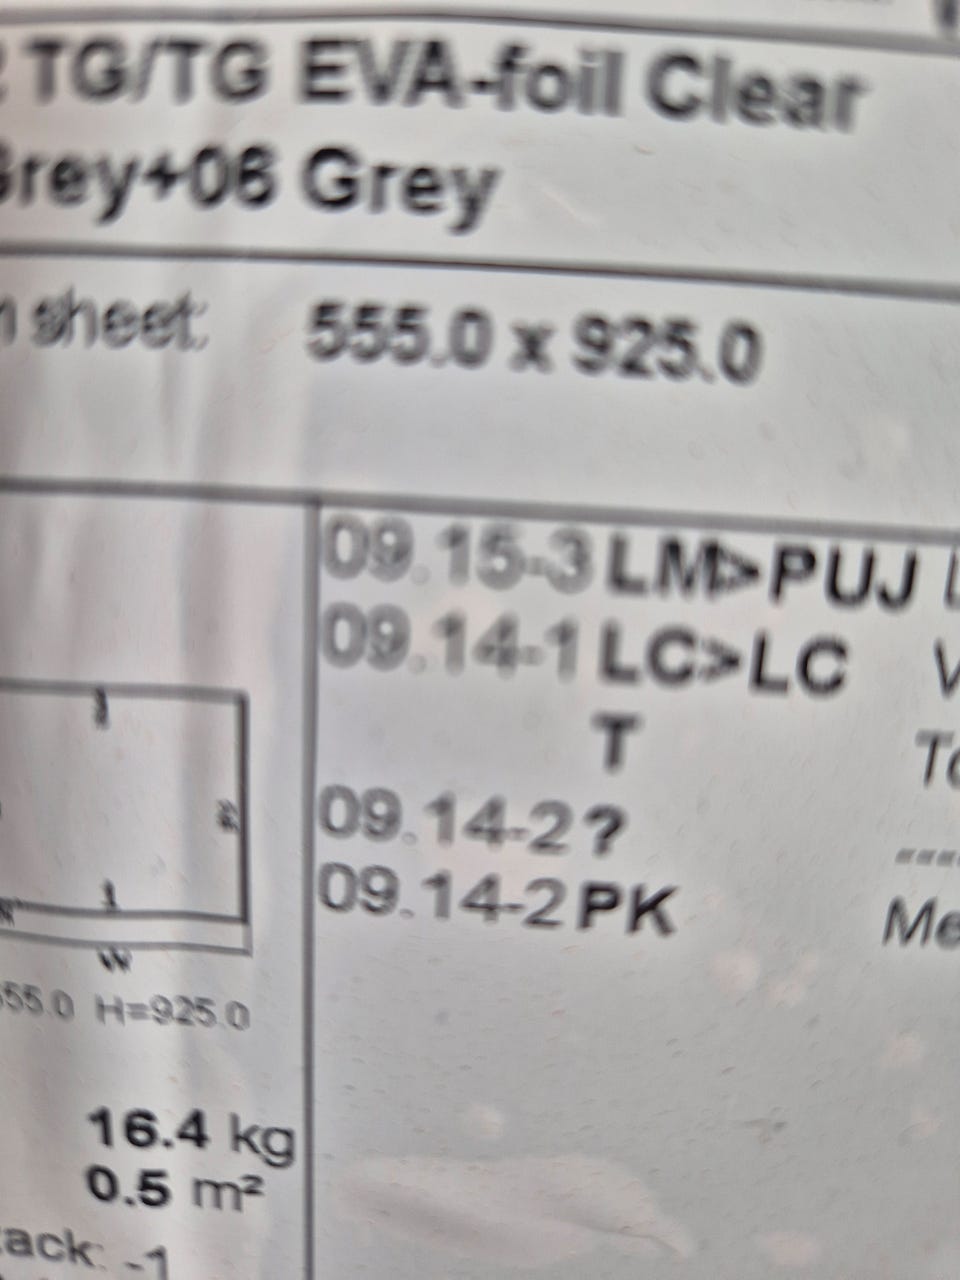 TG/TG EVA-foil Clear
Grey+06 Grey
sheet: 555.0 x 925.0
09.15-3 LM>PUJ
09.14-1 LC>LC
T
09.14-2 ?
09.14-2 PK
1
W
555.0 H=925.0
16.4 kg
0.5 m²
-1